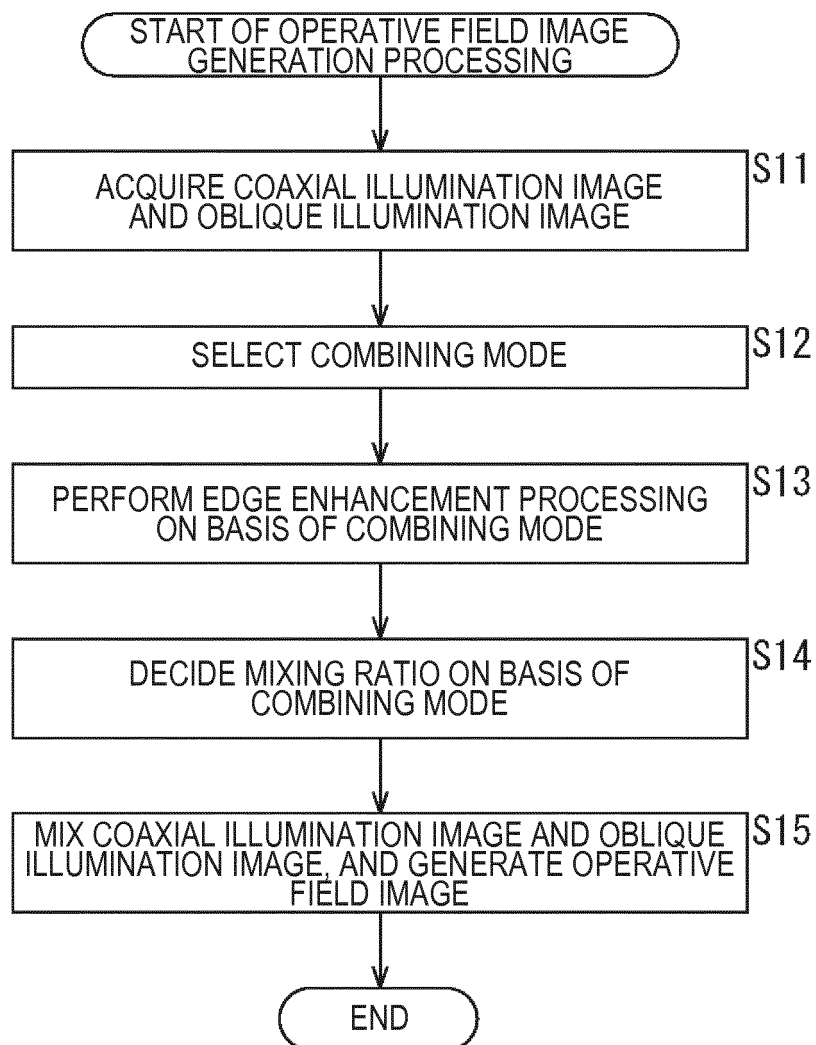 START OF OPERATIVE FIELD IMAGE
GENERATION PROCESSING
S11
ACQUIRE COAXIAL ILLUMINATION IMAGE
AND OBLIQUE ILLUMINATION IMAGE
S12
SELECT COMBINING MODE
S13
PERFORM EDGE ENHANCEMENT PROCESSING
ON BASIS OF COMBINING MODE
S14
DECIDE MIXING RATIO ON BASIS OF
COMBINING MODE
S15
MIX COAXIAL ILLUMINATION IMAGE AND OBLIQUE
ILLUMINATION IMAGE, AND GENERATE OPERATIVE
FIELD IMAGE
END